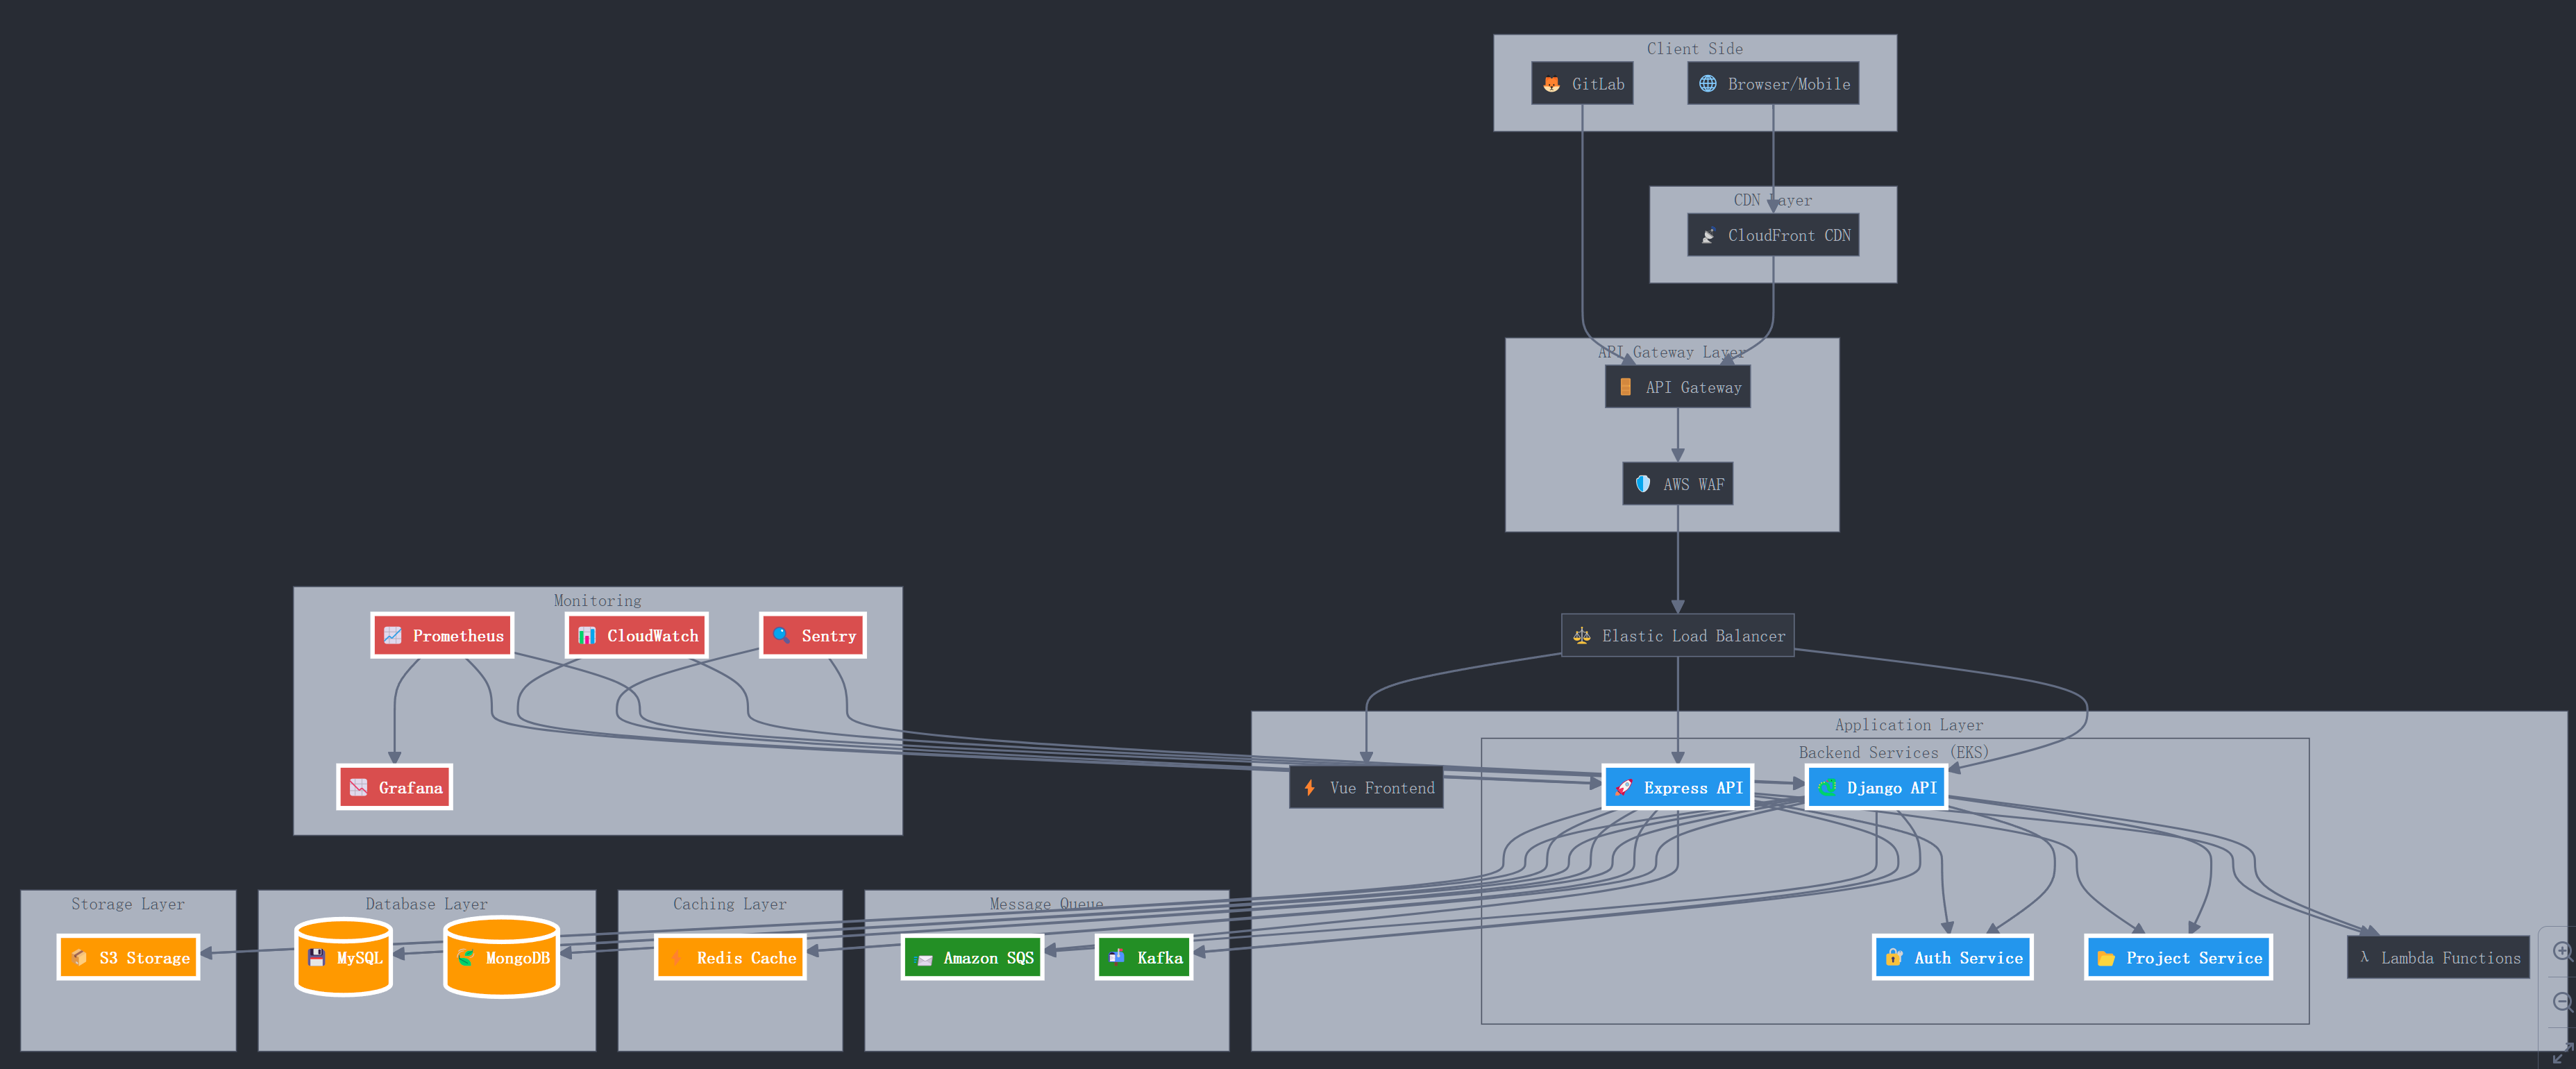 Client Side
GitLab
Browser/Mobile
CDN Layer
CloudFront CDN
API Gateway Layer
API Gateway
AWS WAF
Monitoring
Prometheus
CloudWatch
Sentry
Elastic Load Balancer
Application Layer
Backend Services (EKS)
Grafana
Vue Frontend
Express API
Django API
Storage Layer
Database Layer
Caching Layer
Message Queue
S3 Storage
MySQL
MongoDB
Redis Cache
Amazon SQS
Kafka
Auth Service
Project Service
λ Lambda Functions